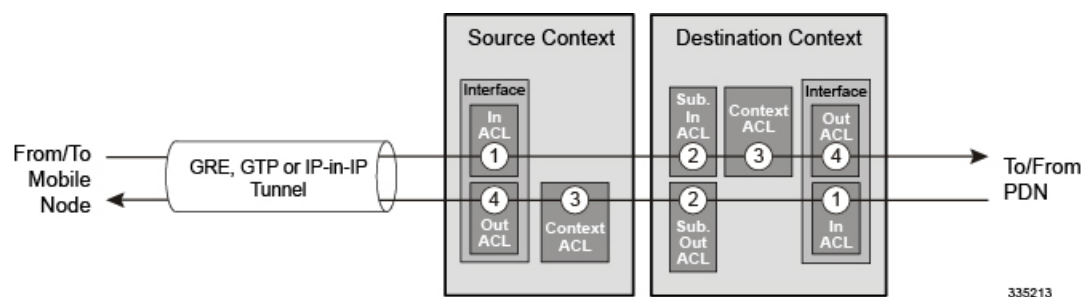 Source Context
Destination Context
Interface
In
ACL
1
Sub.
In
ACL
2
Context
ACL
3
Interface
Out
ACL
4
From/To
Mobile
Node
GRE, GTP or IP-in-IP
Tunnel
To/From
PDN
4
Out
ACL
3
Context
ACL
2
Sub.
Out
ACL
1
In
ACL
335213